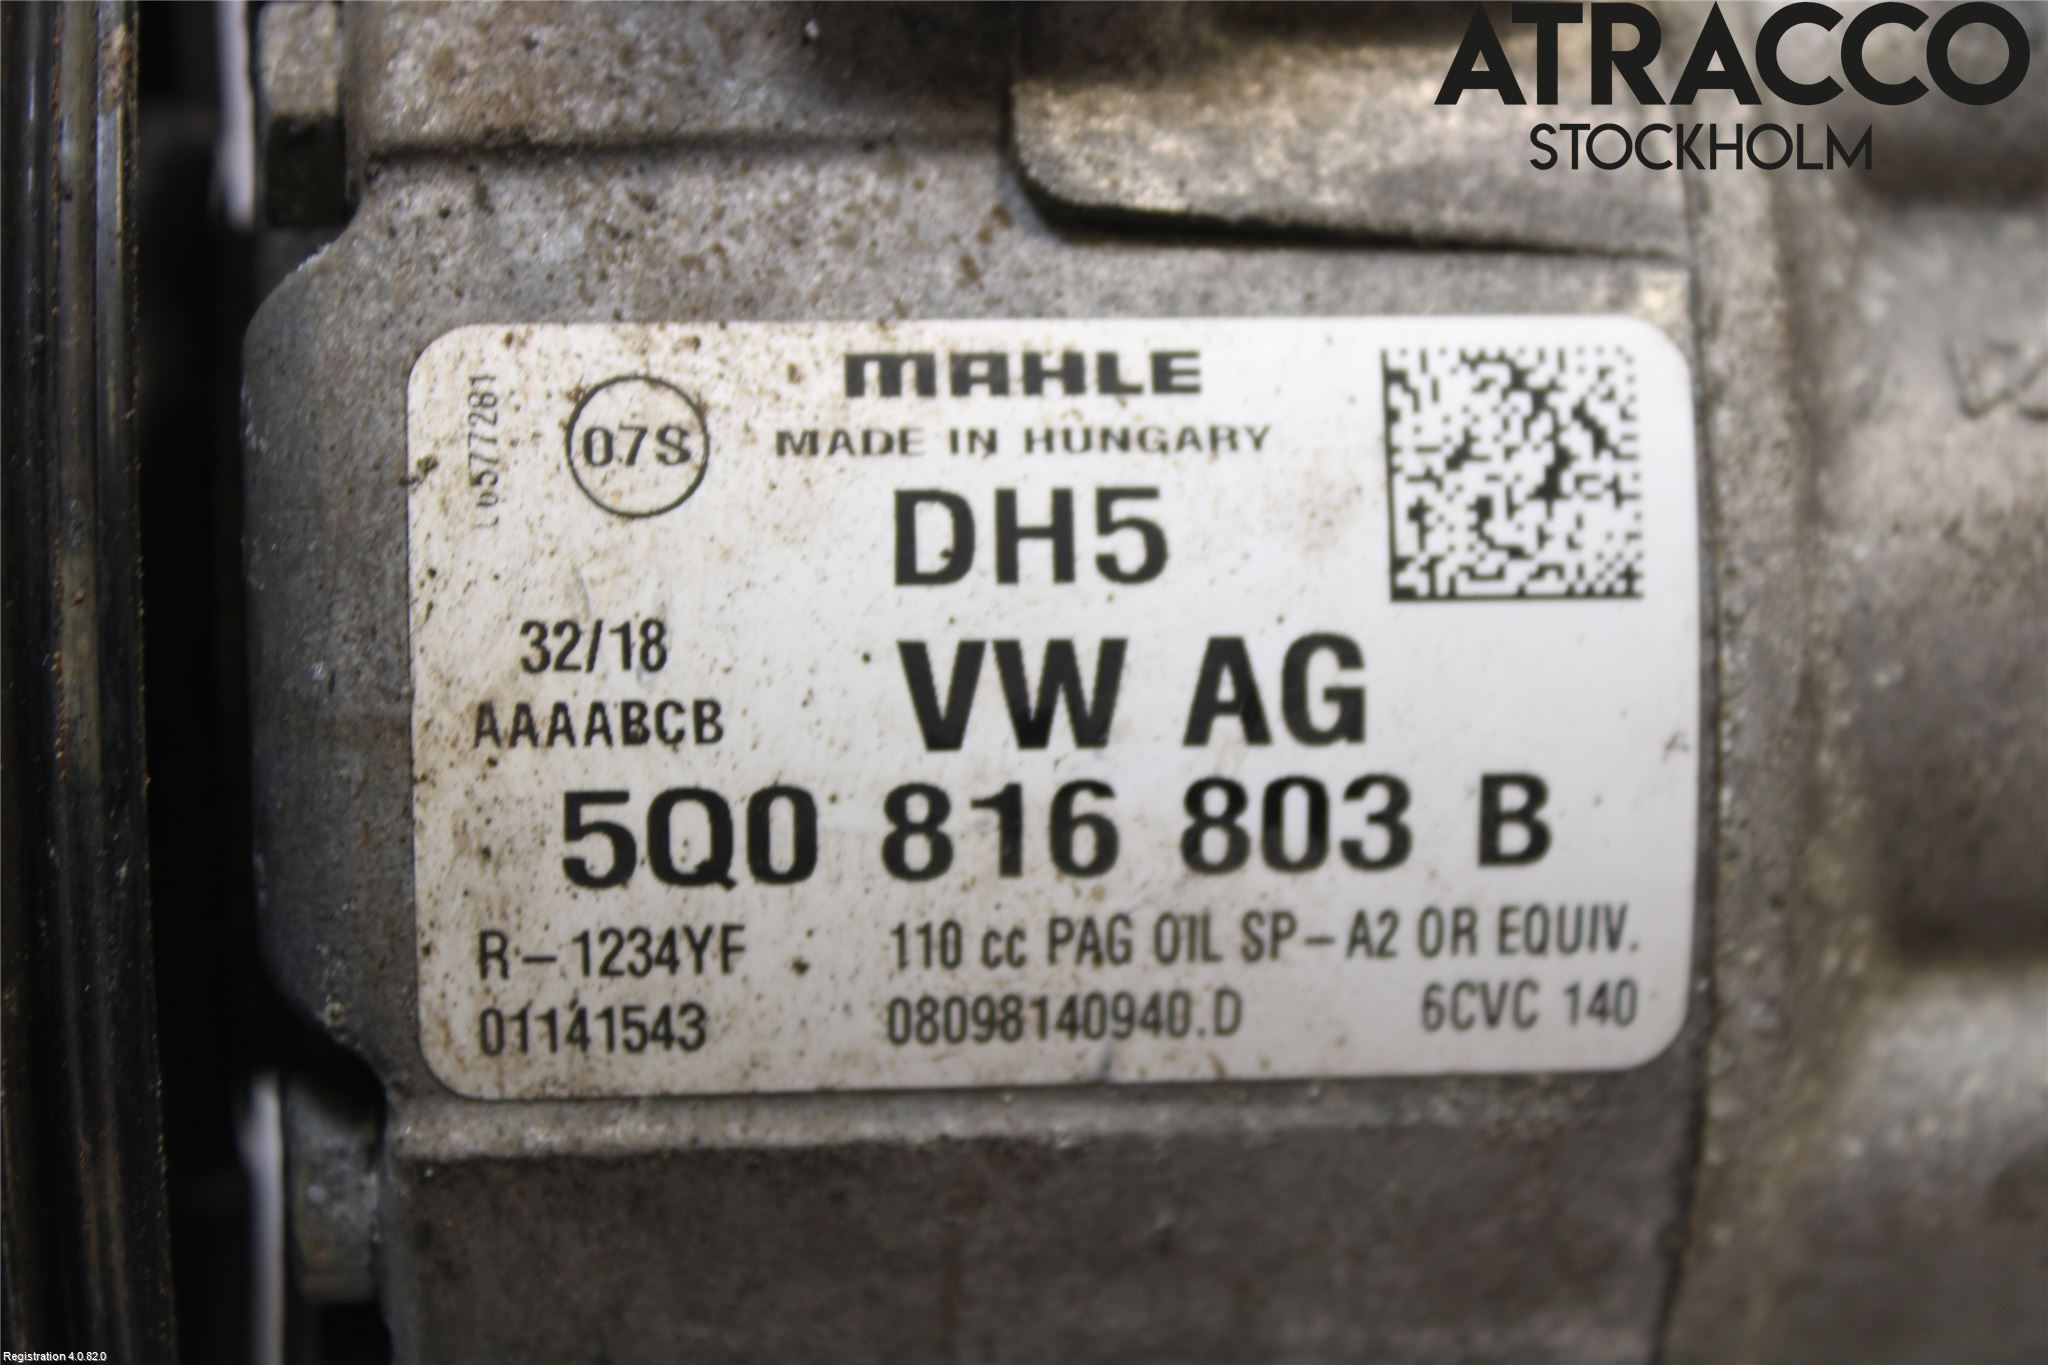 ATRACCO
STOCKHOLM
MAHLE
MADE IN HUNGARY
L0577281
07S
DH5
32/18
VW AG
AAAABCB
5Q0 816 803 B
R-1234YF
110 cc PAG OIL SP-A2 OR EQUIV.
01141543
08098140940.D
6CVC 140
Registration 4.0.82.0